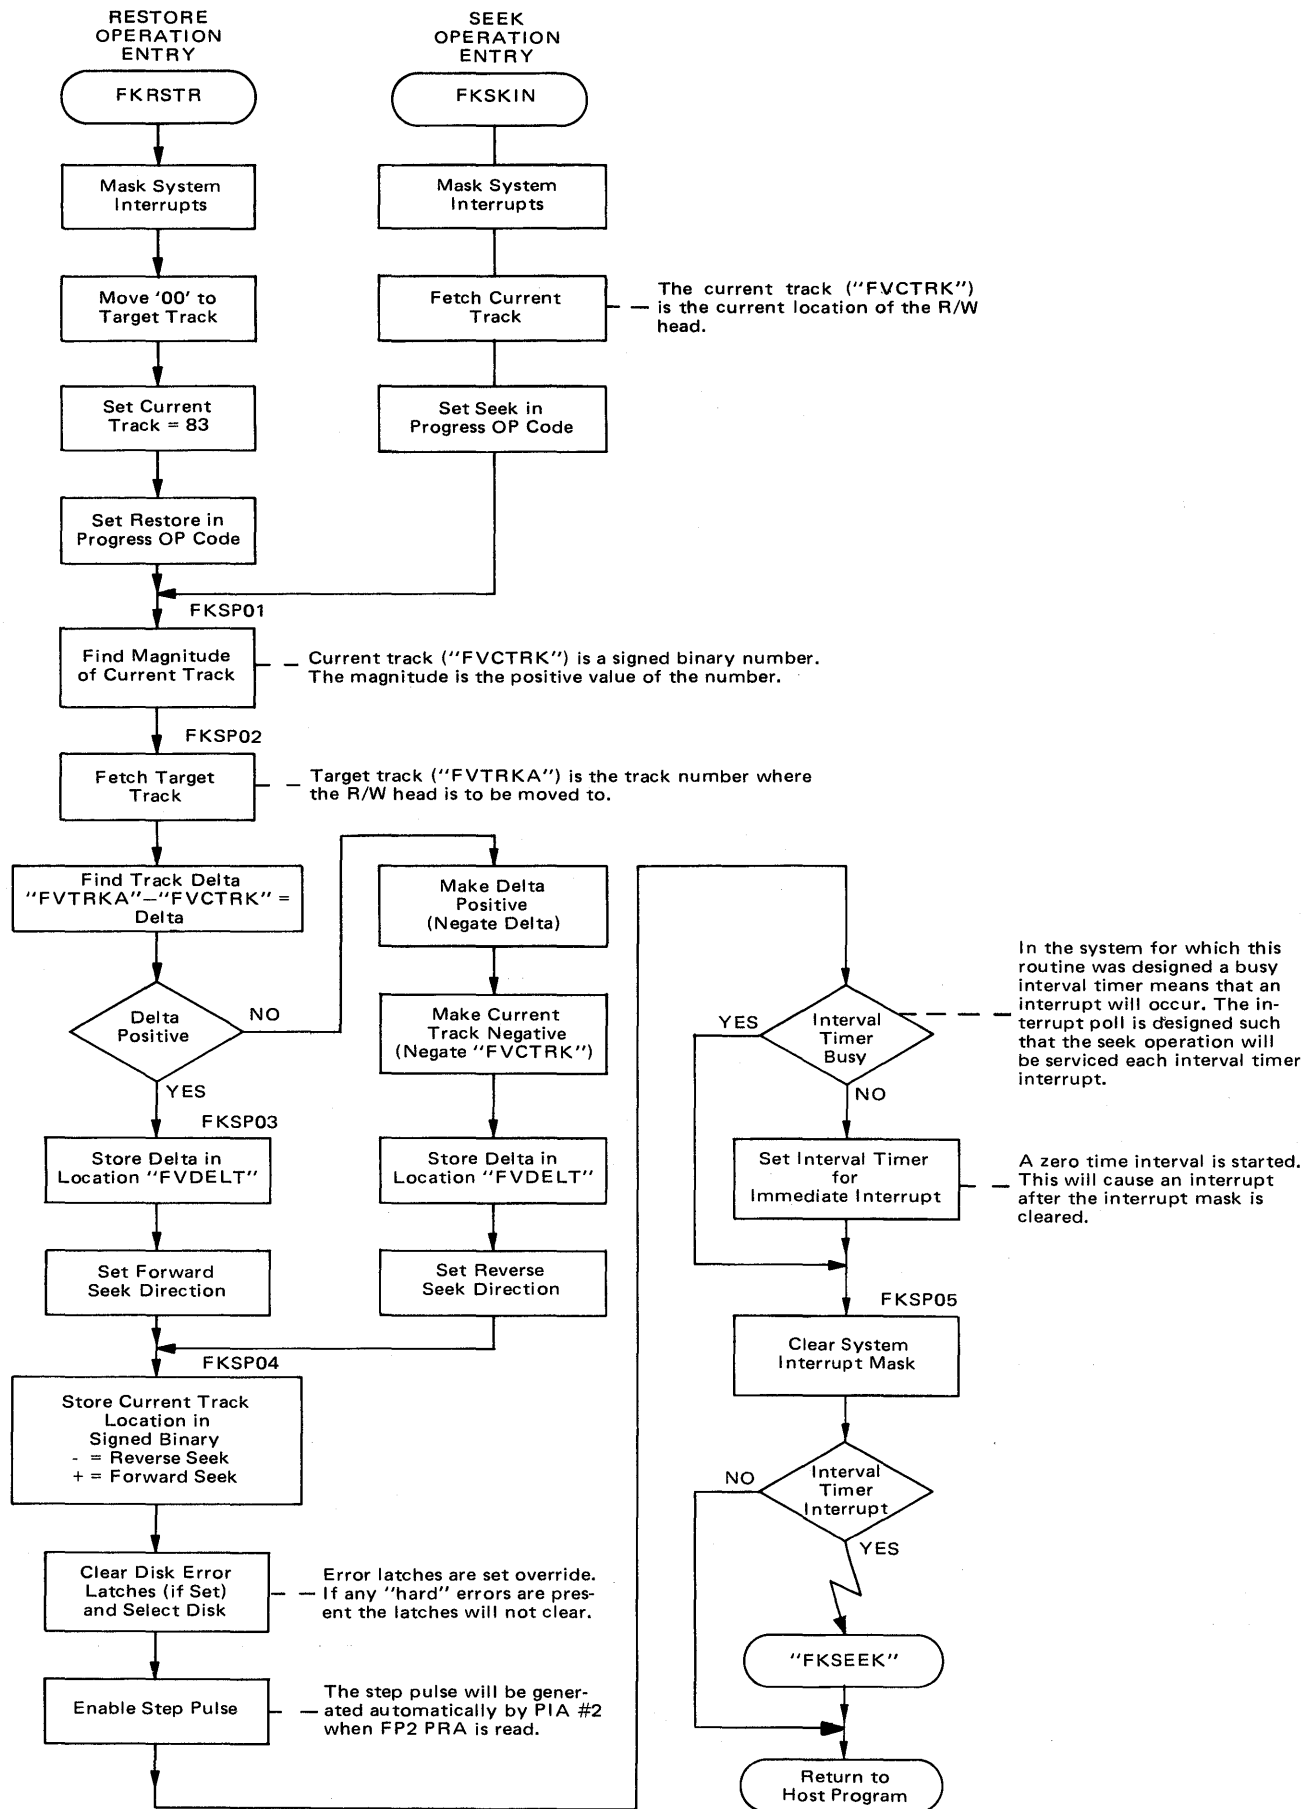 RESTORE
OPERATION
ENTRY
FKRSTR
Mask System
Interrupts
Move '00' to
Target Track
Set Current
Track = 83
Set Restore in
Progress OP Code
SEEK
OPERATION
ENTRY
FKSKIN
Mask System
Interrupts
Fetch Current
Track
The current track ("FVCTRK")
is the current location of the R/W
head.
Set Seek in
Progress OP Code
FKSP01
Find Magnitude
of Current Track
Current track ("FVCTRK") is a signed binary number.
The magnitude is the positive value of the number.
FKSP02
Fetch Target
Track
Target track ("FVTRKA") is the track number where
the R/W head is to be moved to.
Find Track Delta
"FVTRKA"–"FVCTRK" =
Delta
Delta
Positive
NO
YES
FKSP03
Store Delta in
Location "FVDELT"
Set Forward
Seek Direction
Make Delta
Positive
(Negate Delta)
Make Current
Track Negative
(Negate "FVCTRK")
Store Delta in
Location "FVDELT"
Set Reverse
Seek Direction
FKSP04
Store Current Track
Location in
Signed Binary
- = Reverse Seek
+ = Forward Seek
Clear Disk Error
Latches (if Set)
and Select Disk
Error latches are set override.
If any "hard" errors are pres-
ent the latches will not clear.
Enable Step Pulse
The step pulse will be gener-
ated automatically by PIA #2
when FP2 PRA is read.
Interval
Timer
Busy
YES
NO
In the system for which this
routine was designed a busy
interval timer means that an
interrupt will occur. The in-
terrupt poll is designed such
that the seek operation will
be serviced each interval timer
interrupt.
Set Interval Timer
for
Immediate Interrupt
A zero time interval is started.
This will cause an interrupt
after the interrupt mask is
cleared.
FKSP05
Clear System
Interrupt Mask
Interval
Timer
Interrupt
NO
YES
"FKSEEK"
Return to
Host Program